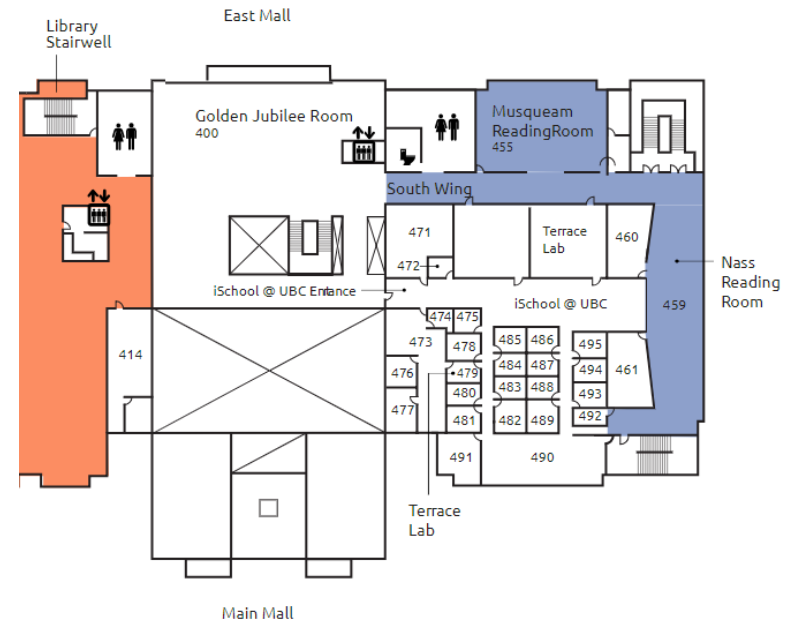 East Mall
Library
Stairwell
Golden Jubilee Room
400
Musqueam
ReadingRoom
455
South Wing
471
Terrace
Lab
460
472
Nass
Reading
Room
iSchool @ UBC Entrance
iSchool @ UBC
459
474
475
473
478
485
486
495
414
476
479
484
487
494
461
480
483
488
493
477
481
482
489
492
491
490
Terrace
Lab
Main Mall